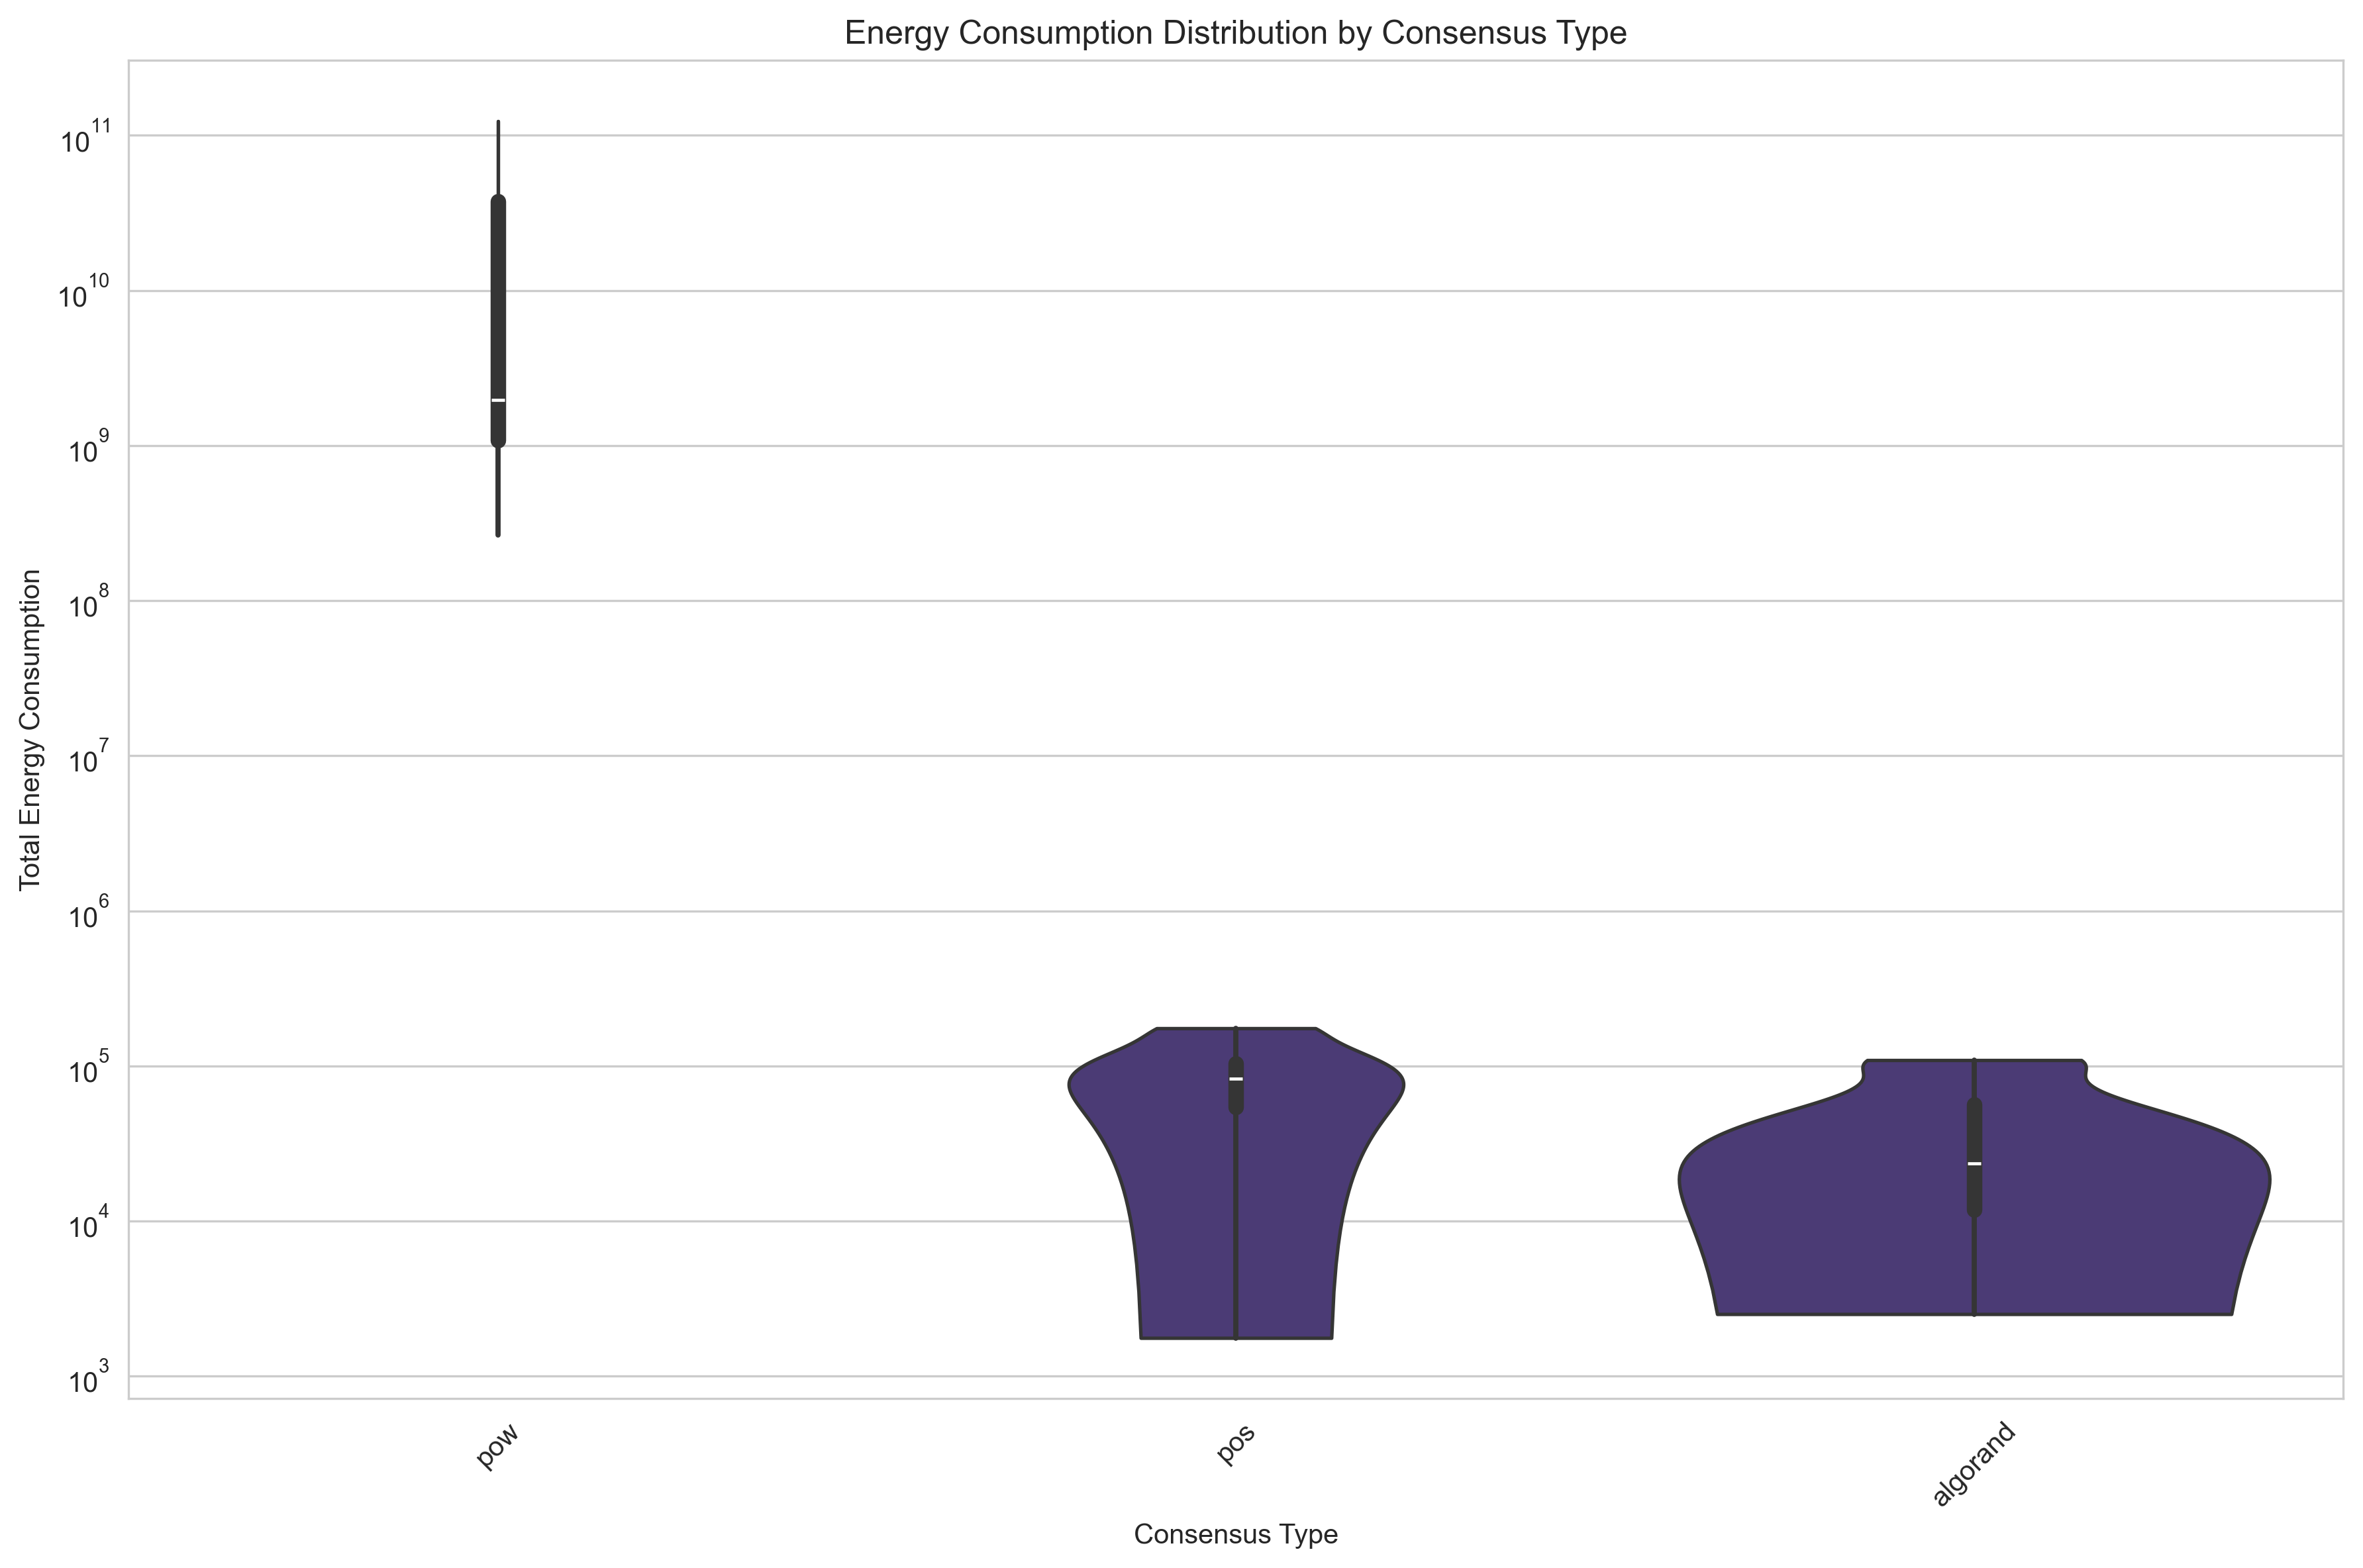 Energy Consumption Distribution by Consensus Type
Total Energy Consumption
10^11
10^10
10^9
10^8
10^7
10^6
10^5
10^4
10^3
pow
pos
algorand
Consensus Type